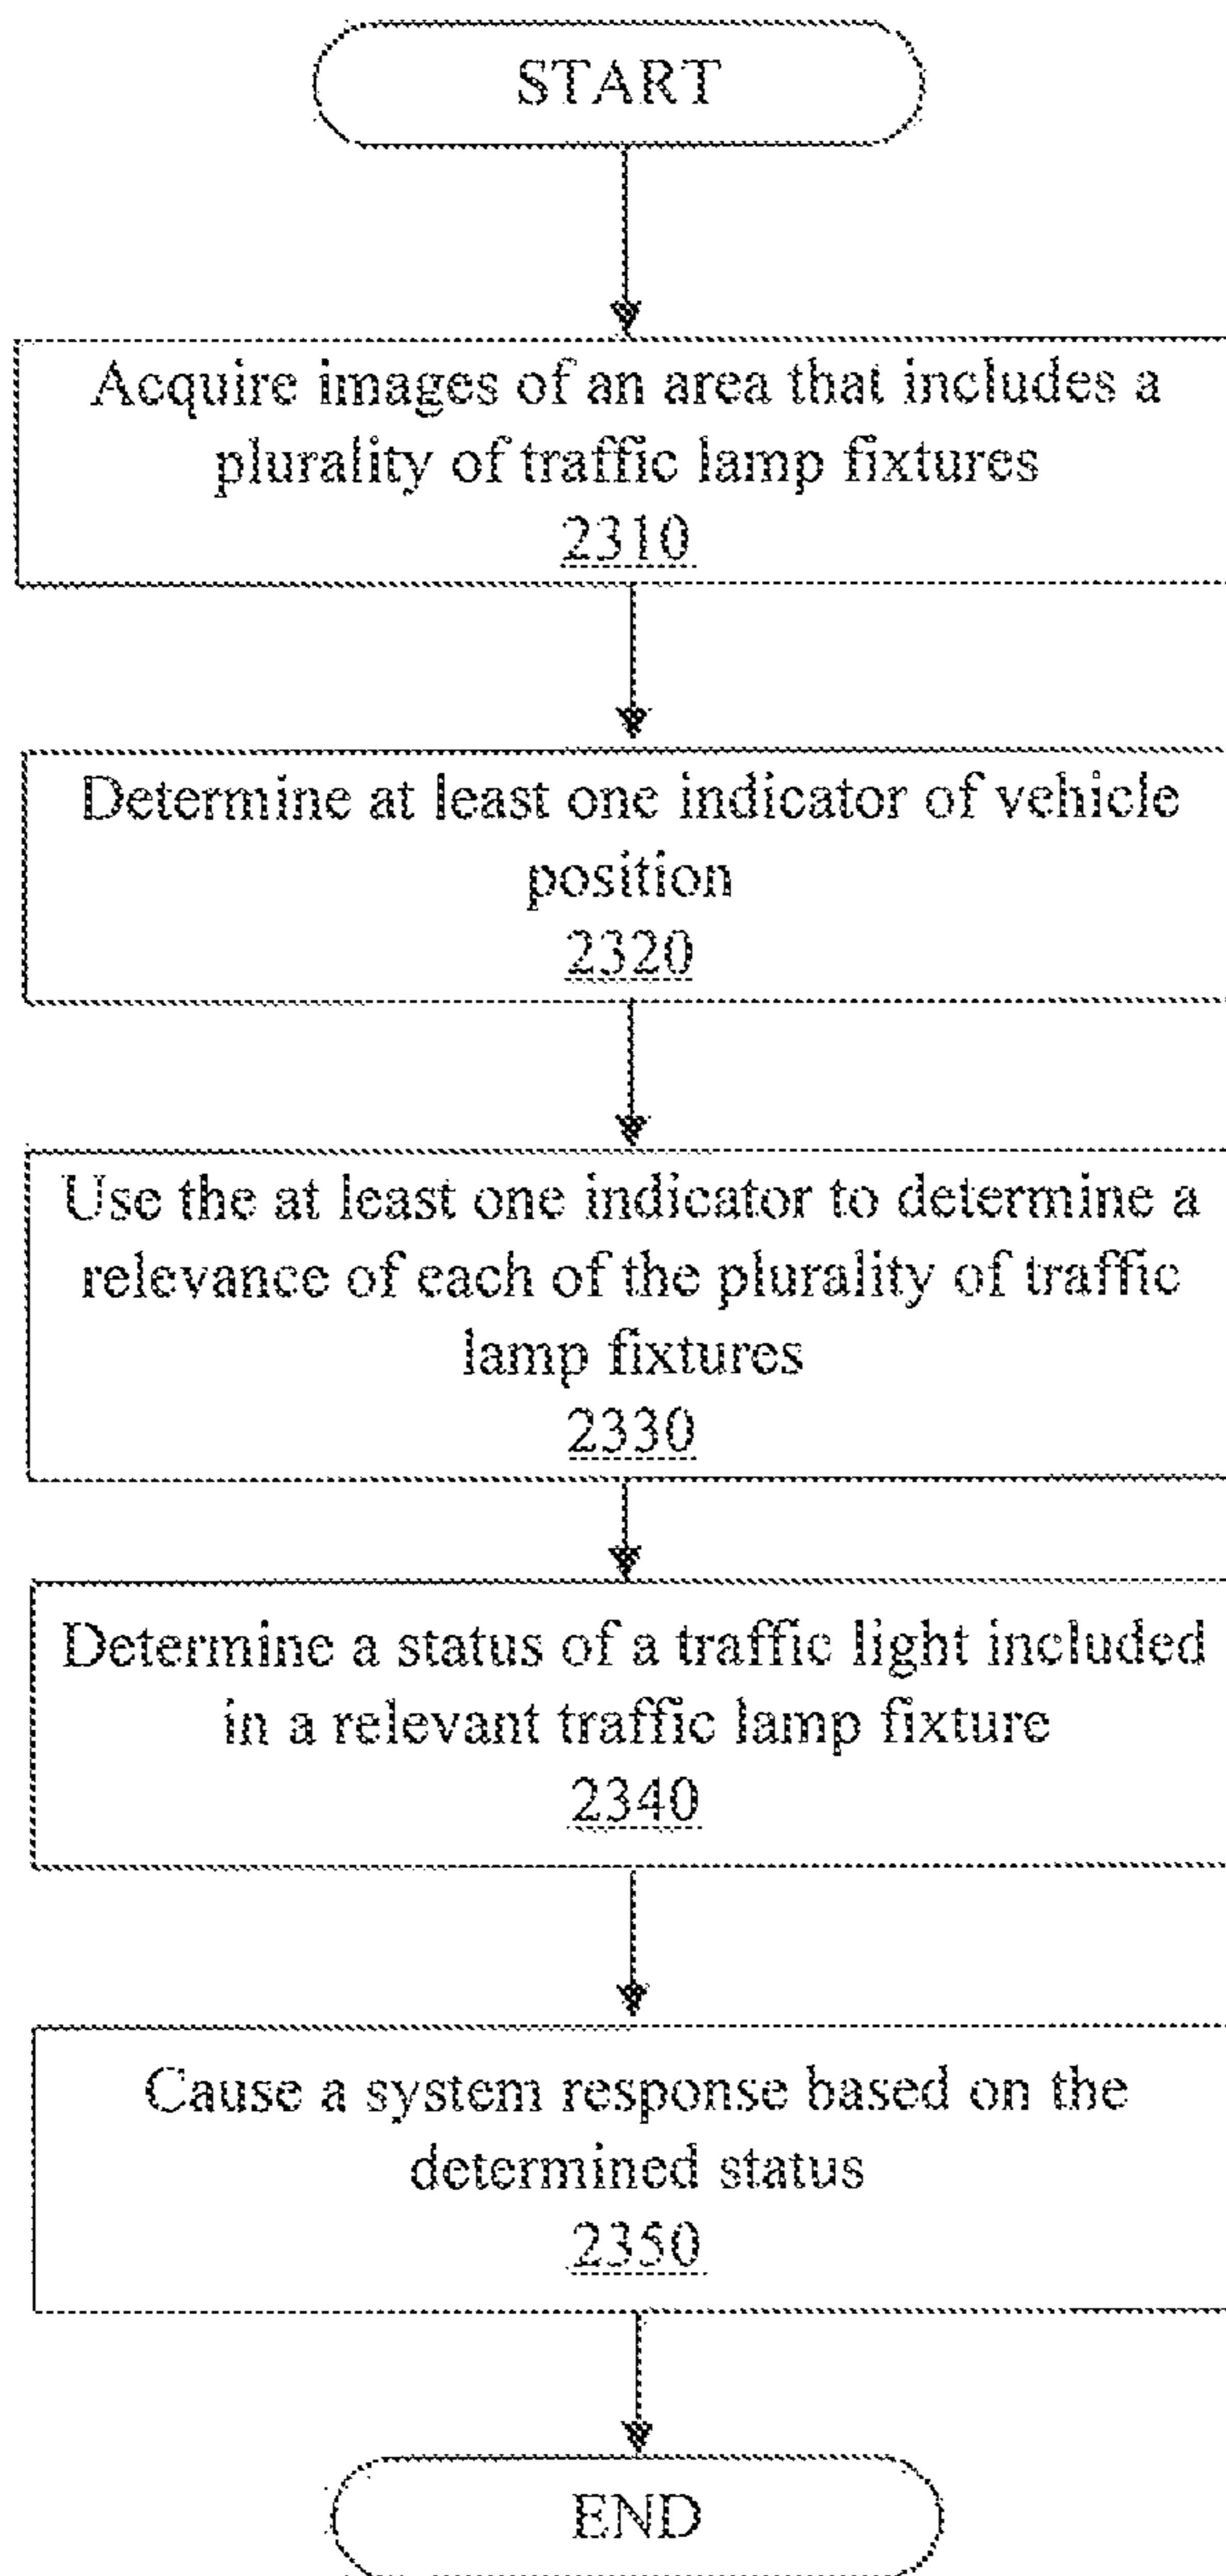 START
Acquire images of an area that includes a
plurality of traffic lamp fixtures
2310
Determine at least one indicator of vehicle
position
2320
Use the at least one indicator to determine a
relevance of each of the plurality of traffic
lamp fixtures
2330
Determine a status of a traffic light included
in a relevant traffic lamp fixture
2340
Cause a system response based on the
determined status
2350
END